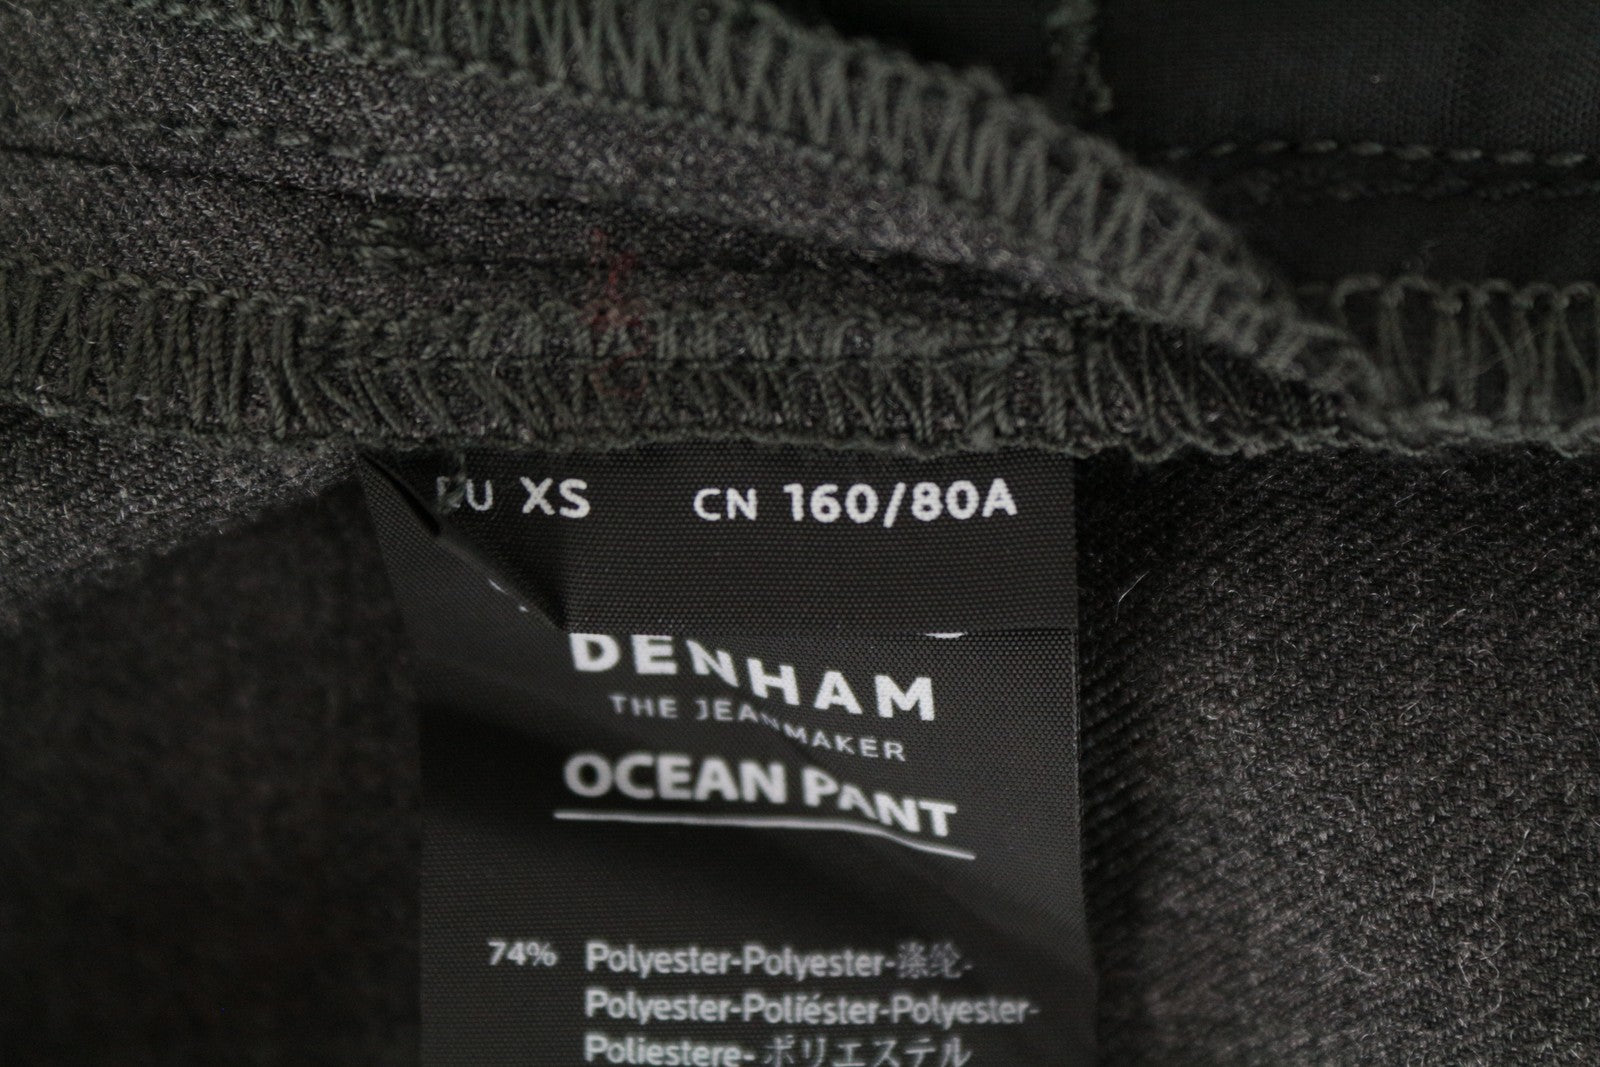 EU XS CN 160/80A
DENHAM
THE JEANMAKER
OCEAN PANT
74% Polyester-Polyester-涤纶-
Polyester-Poliéster-Polyester-
Poliestere-ポリエステル